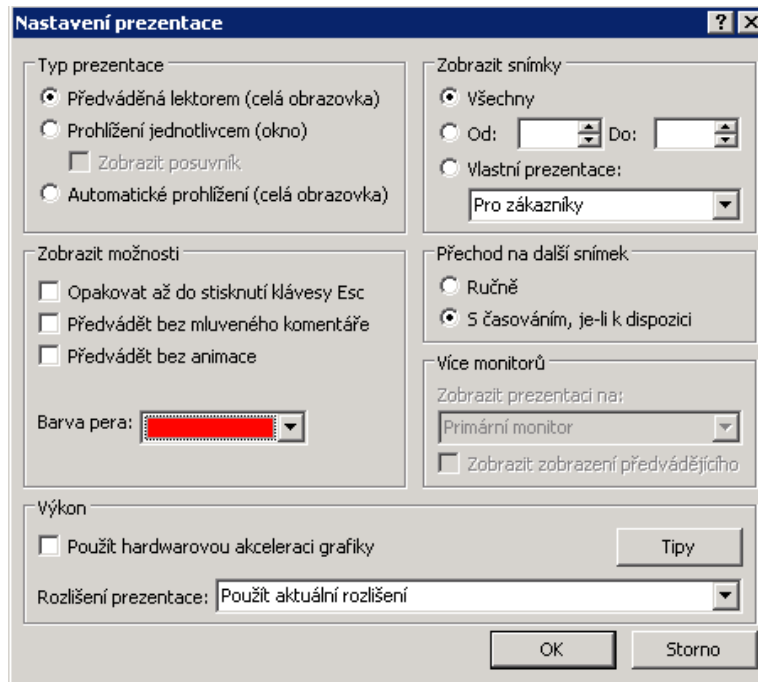 Nastavení prezentace
Typ prezentace
Předváděná lektorem (celá obrazovka)
Prohlížení jednotlivcem (okno)
Zobrazit posuvník
Automatické prohlížení (celá obrazovka)
Zobrazit snímky
Všechny
Od: Do:
Vlastní prezentace:
Pro zákazníky
Zobrazit možnosti
Opakovat až do stisknutí klávesy Esc
Předvádět bez mluveného komentáře
Předvádět bez animace
Barva pera:
Přechod na další snímek
Ručně
S časováním, je-li k dispozici
Více monitorů
Zobrazit prezentaci na:
Primární monitor
Zobrazit zobrazení předvádějícího
Výkon
Použít hardwarovou akceleraci grafiky
Tipy
Rozlišení prezentace: Použít aktuální rozlišení
OK Storno